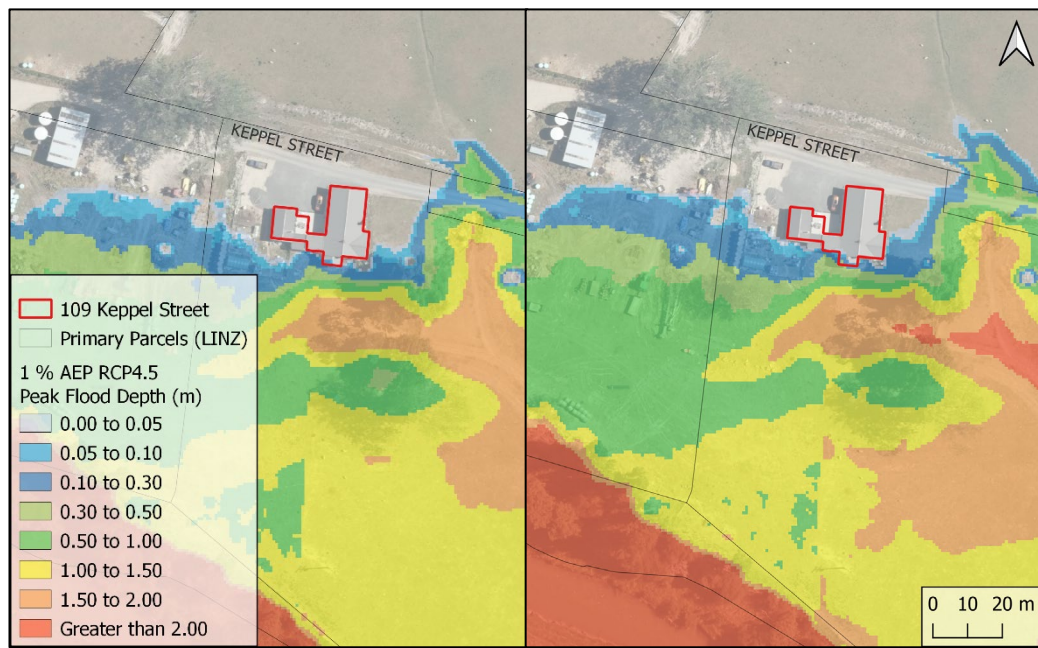 KEPPEL STREET
KEPPEL STREET
109 Keppel Street
Primary Parcels (LINZ)
1 % AEP RCP4.5
Peak Flood Depth (m)
0.00 to 0.05
0.05 to 0.10
0.10 to 0.30
0.30 to 0.50
0.50 to 1.00
1.00 to 1.50
1.50 to 2.00
Greater than 2.00
0 10 20 m